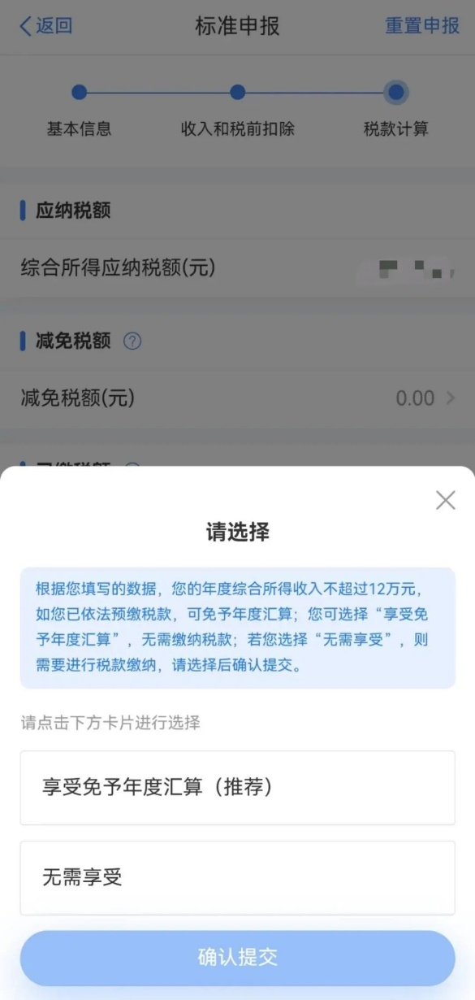 返回 标准申报 重置申报
基本信息 收入和税前扣除 税款计算
应纳税额
综合所得应纳税额(元)
减免税额 ?
减免税额(元) 0.00
请选择
根据您填写的数据，您的年度综合所得收入不超过12万元，
如您已依法预缴税款，可免予年度汇算；您可选择“享受免
予年度汇算”，无需缴纳税款；若您选择“无需享受”，则
需要进行税款缴纳，请选择后确认提交。
请点击下方卡片进行选择
享受免予年度汇算（推荐）
无需享受
确认提交